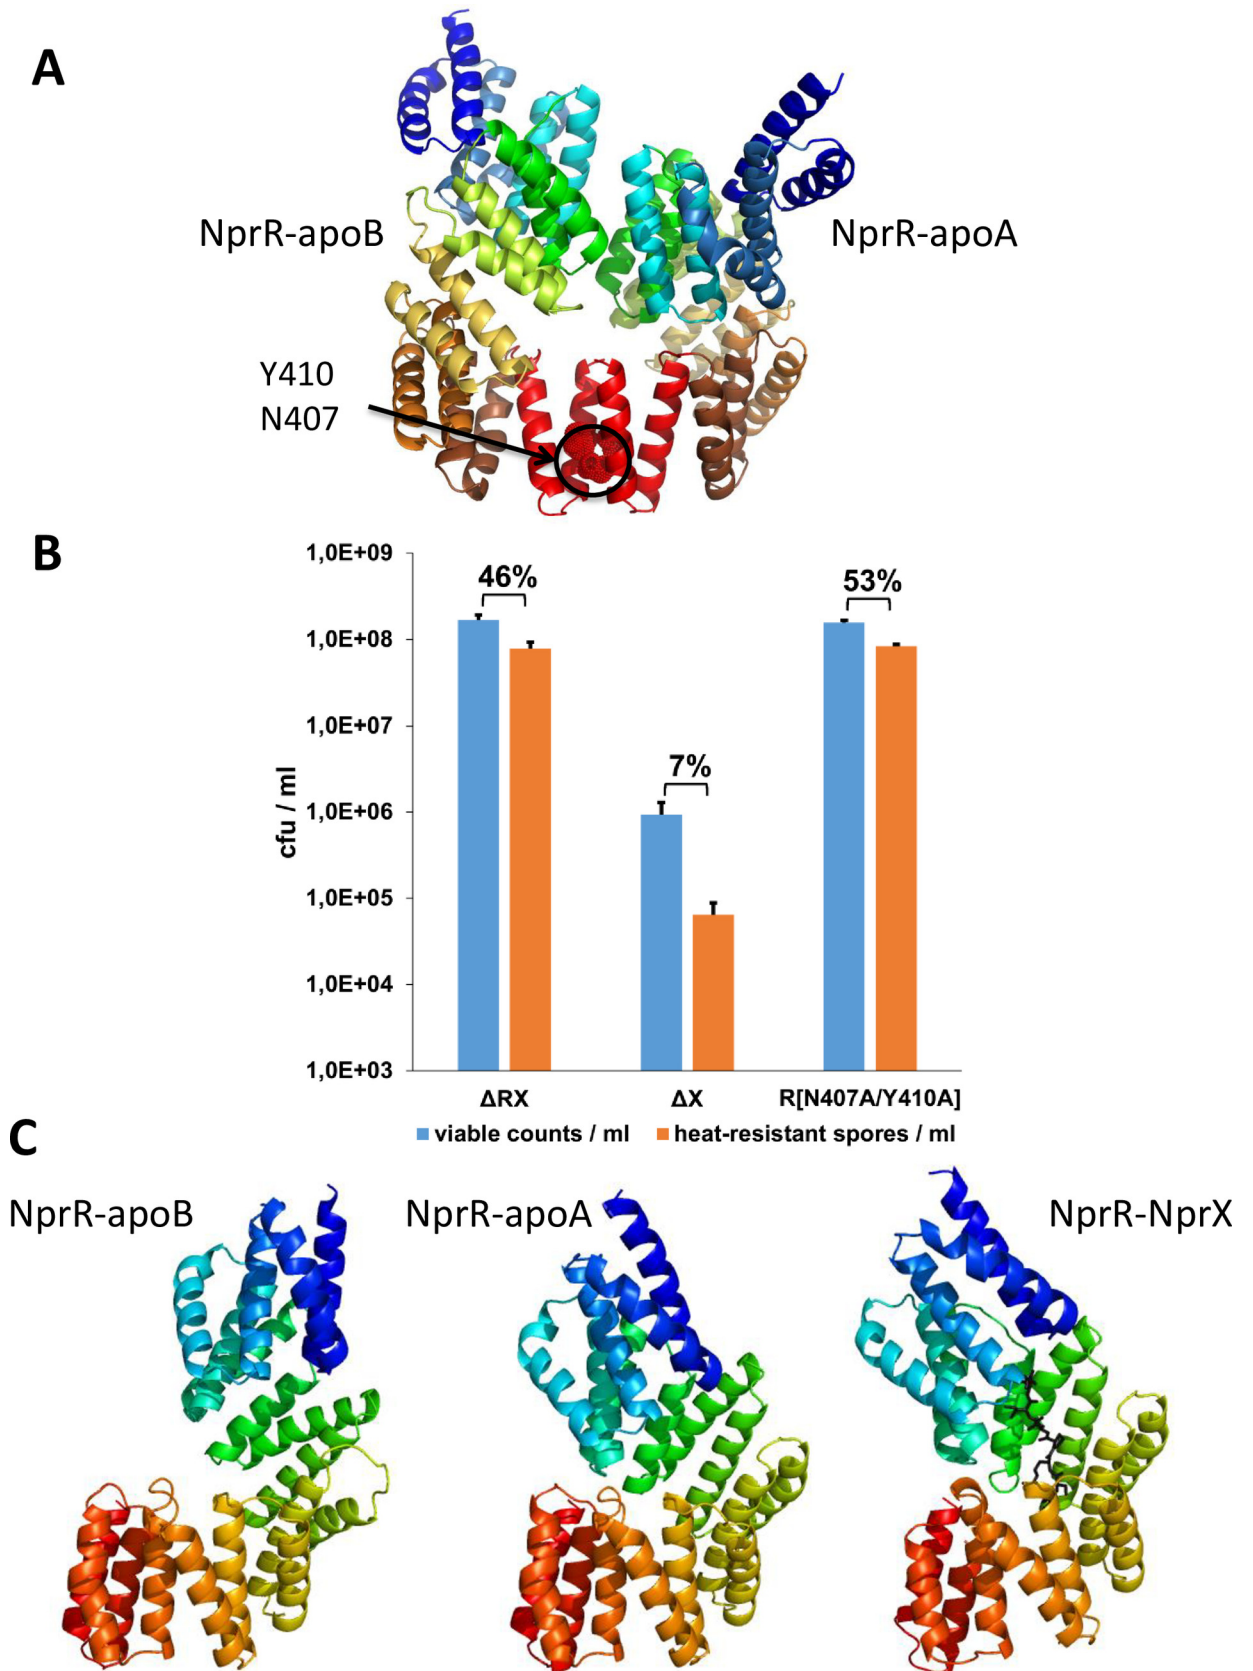 A
NprR-apoB
NprR-apoA
Y410
N407
B
1,0E+09
1,0E+08
1,0E+07
1,0E+06
1,0E+05
1,0E+04
1,0E+03
cfu / ml
46%
7%
53%
ΔRX
ΔX
R[N407A/Y410A]
viable counts / ml
heat-resistant spores / ml
C
NprR-apoB
NprR-apoA
NprR-NprX